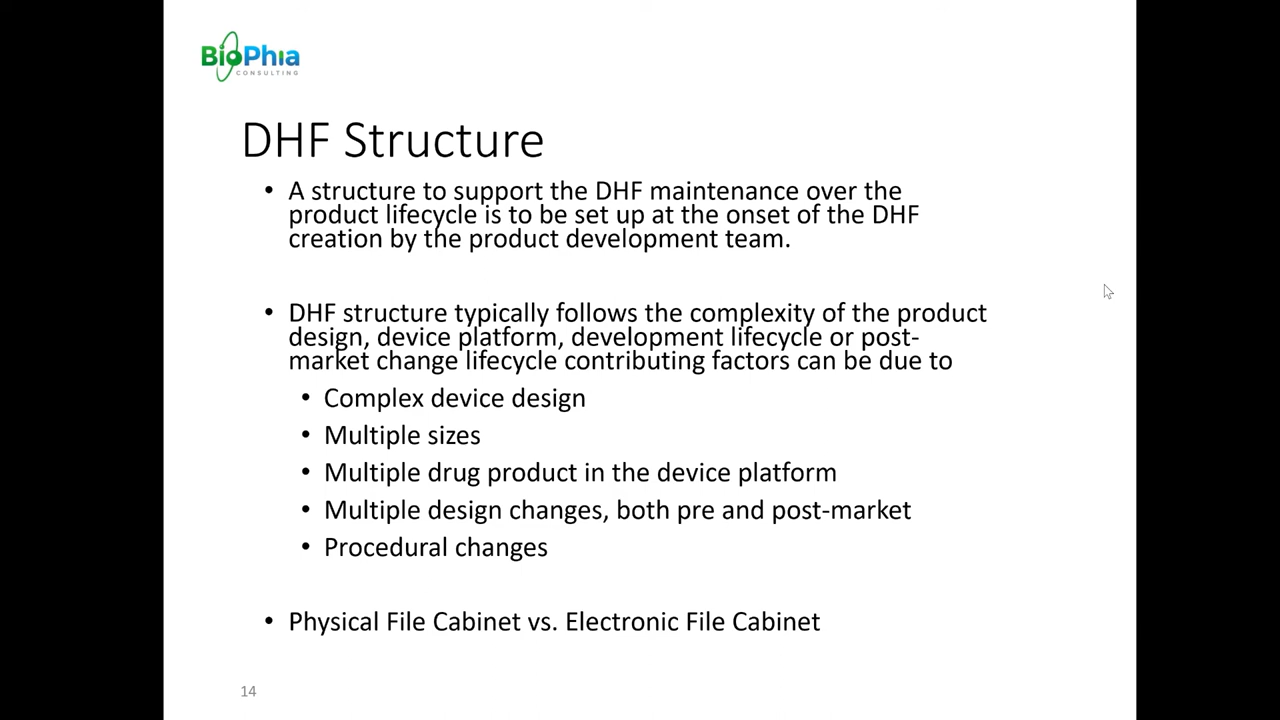 BioPhia
CONSULTING
DHF Structure
• A structure to support the DHF maintenance over the
product lifecycle is to be set up at the onset of the DHF
creation by the product development team.
• DHF structure typically follows the complexity of the product
design, device platform, development lifecycle or post-
market change lifecycle contributing factors can be due to
• Complex device design
• Multiple sizes
• Multiple drug product in the device platform
• Multiple design changes, both pre and post-market
• Procedural changes
• Physical File Cabinet vs. Electronic File Cabinet
14